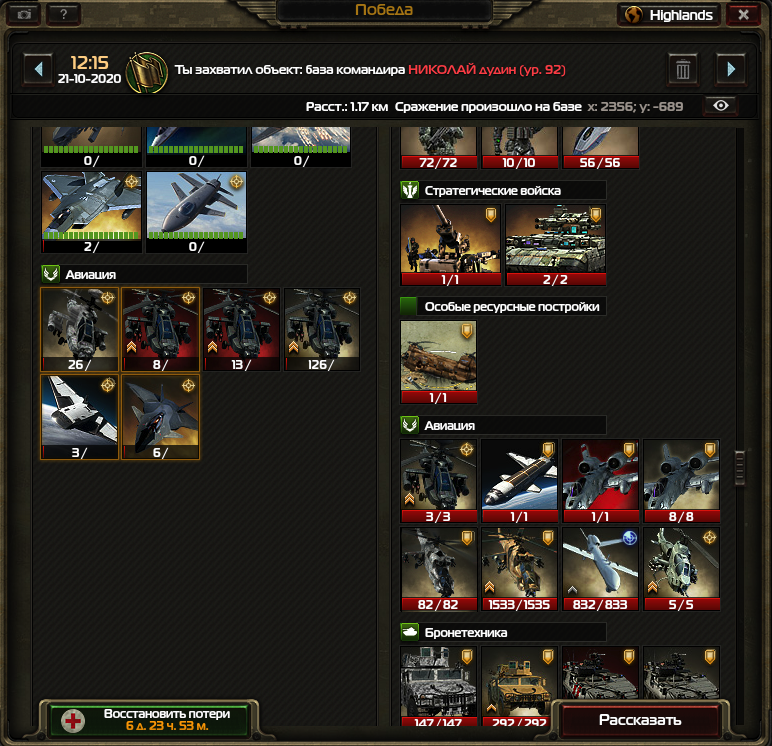 Победа
?
Highlands
12:15
21-10-2020
Ты захватил объект: база командира НИКОЛАЙ дудин (ур. 92)
Расст.: 1.17 км Сражение произошло на базе x: 2356; y: -689
0/
0/
0/
2/
0/
Авиация
26/
8/
13/
126/
3/
6/
Восстановить потери
6 д. 23 ч. 53 м.
72/72
10/10
56/56
Стратегические войска
1/1
2/2
Особые ресурсные постройки
1/1
Авиация
3/3
1/1
1/1
8/8
82/82
1533/1535
832/833
5/5
Бронетехника
147/147
292/292
Рассказать